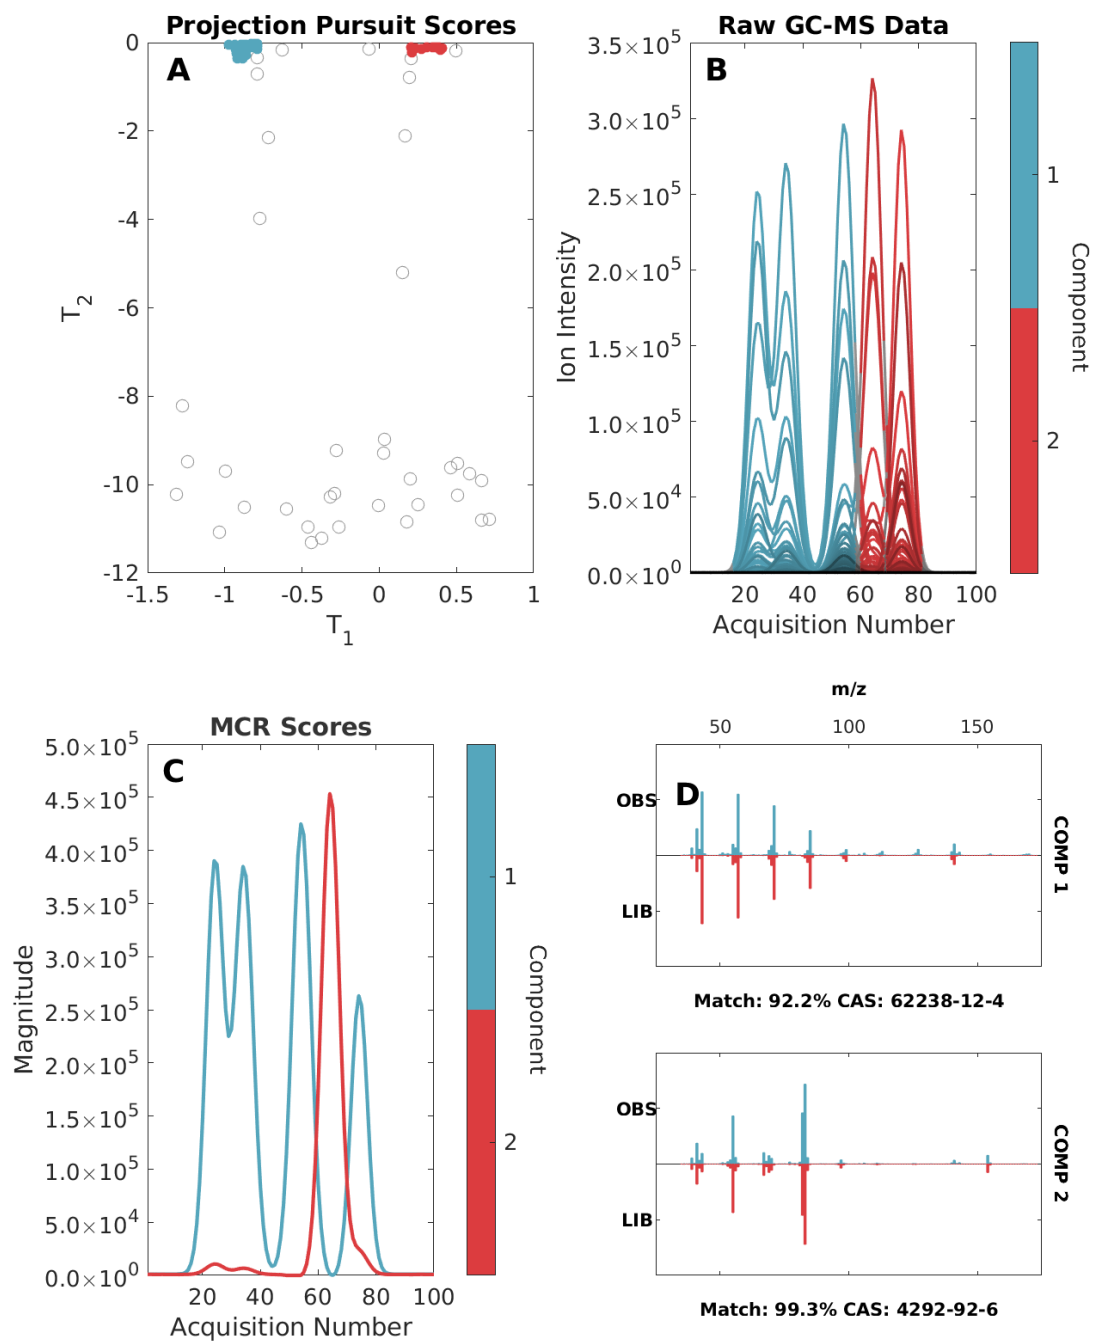 Projection Pursuit Scores
A
0
-2
-4
-6
-8
-10
-12
T2
-1.5 -1 -0.5 0 0.5 1
T1
Raw GC-MS Data
B
3.5×10^5
3.0×10^5
2.5×10^5
2.0×10^5
1.5×10^5
1.0×10^5
5.0×10^4
0.0×10^0
Ion Intensity
20 40 60 80 100
Acquisition Number
1
2
Component
MCR Scores
C
5.0×10^5
4.5×10^5
4.0×10^5
3.5×10^5
3.0×10^5
2.5×10^5
2.0×10^5
1.5×10^5
1.0×10^5
5.0×10^4
0.0×10^0
Magnitude
20 40 60 80 100
Acquisition Number
1
2
Component
m/z
50 100 150
D
OBS
LIB
COMP 1
Match: 92.2% CAS: 62238-12-4
OBS
LIB
COMP 2
Match: 99.3% CAS: 4292-92-6